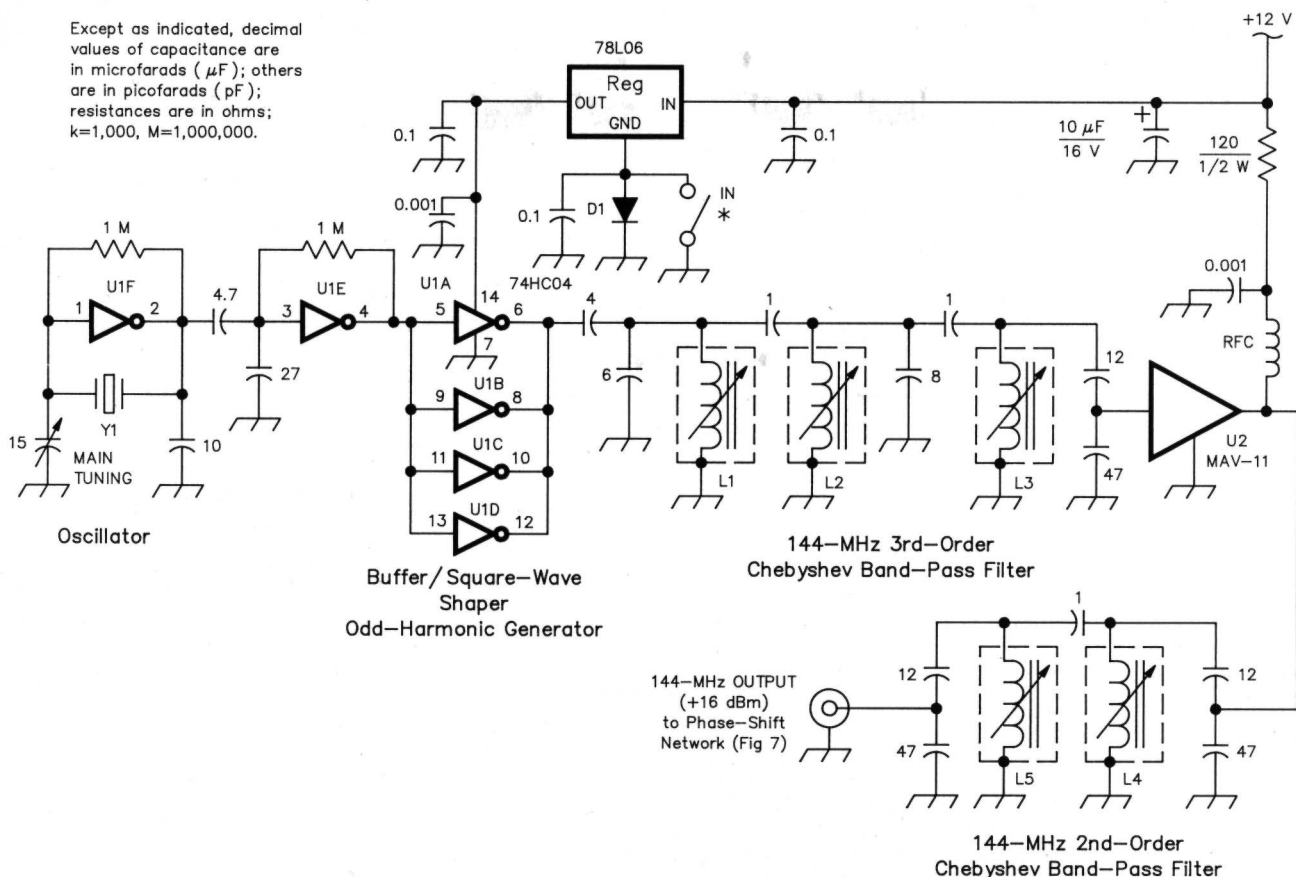 Except as indicated, decimal
values of capacitance are
in microfarads ( μF ); others
are in picofarads ( pF );
resistances are in ohms;
k=1,000, M=1,000,000.
78L06
Reg
OUT
IN
GND
+12 V
0.1
0.1
+
10 μF
16 V
120
1/2 W
0.001
0.1
D1
IN
*
1 M
1 M
U1F
1
2
4.7
U1E
3
4
U1A
74HC04
14
5
6
7
4
1
1
0.001
RFC
27
6
L1
L2
8
L3
12
47
U2
MAV-11
15
Y1
10
MAIN
TUNING
U1B
9
8
U1C
11
10
U1D
13
12
Oscillator
Buffer/Square-Wave
Shaper
Odd-Harmonic Generator
144-MHz 3rd-Order
Chebyshev Band-Pass Filter
1
144-MHz OUTPUT
(+16 dBm)
to Phase-Shift
Network (Fig 7)
12
47
L5
L4
12
47
144-MHz 2nd-Order
Chebyshev Band-Pass Filter